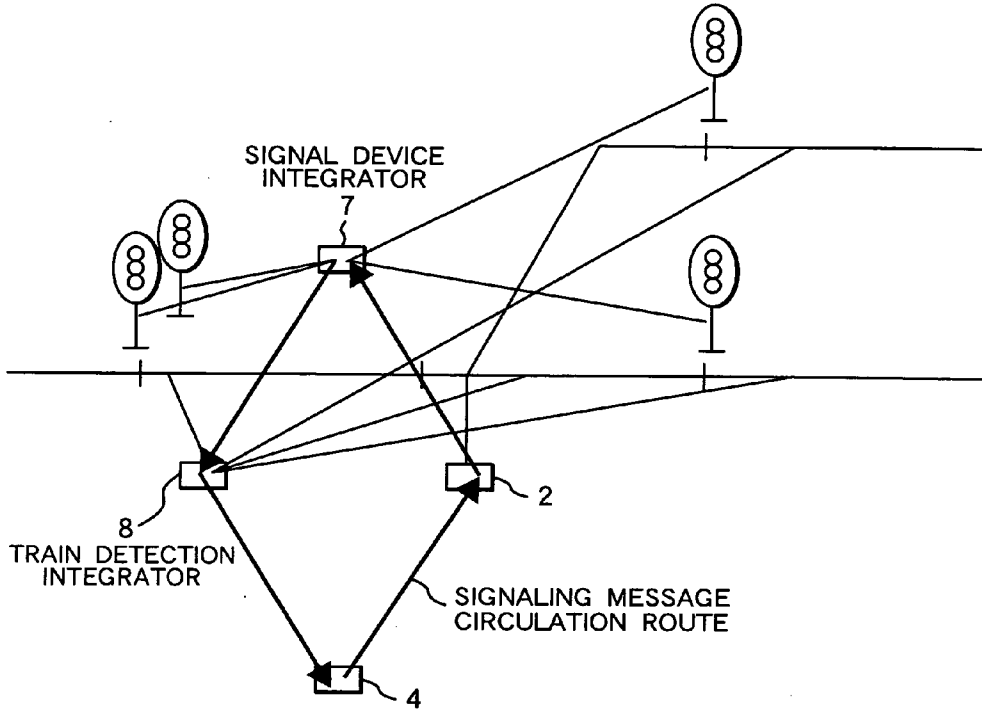 SIGNAL DEVICE
INTEGRATOR
7
8
TRAIN DETECTION
INTEGRATOR
2
SIGNALING MESSAGE
CIRCULATION ROUTE
4